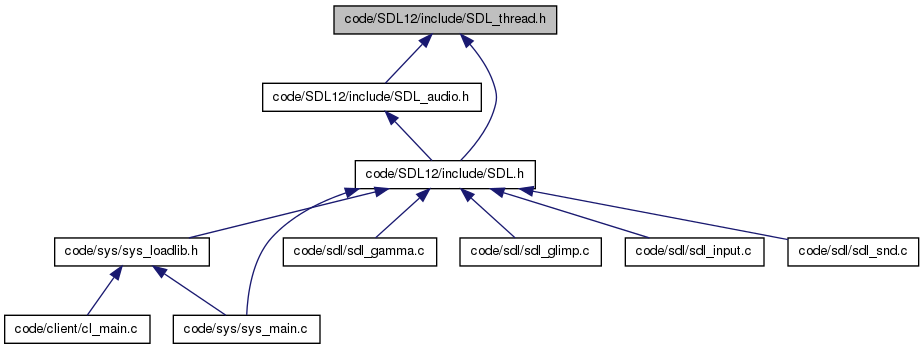 code/SDL12/include/SDL_thread.h
code/SDL12/include/SDL_audio.h
code/SDL12/include/SDL.h
code/sys/sys_loadlib.h
code/sdl/sdl_gamma.c
code/sdl/sdl_glimp.c
code/sdl/sdl_input.c
code/sdl/sdl_snd.c
code/client/cl_main.c
code/sys/sys_main.c